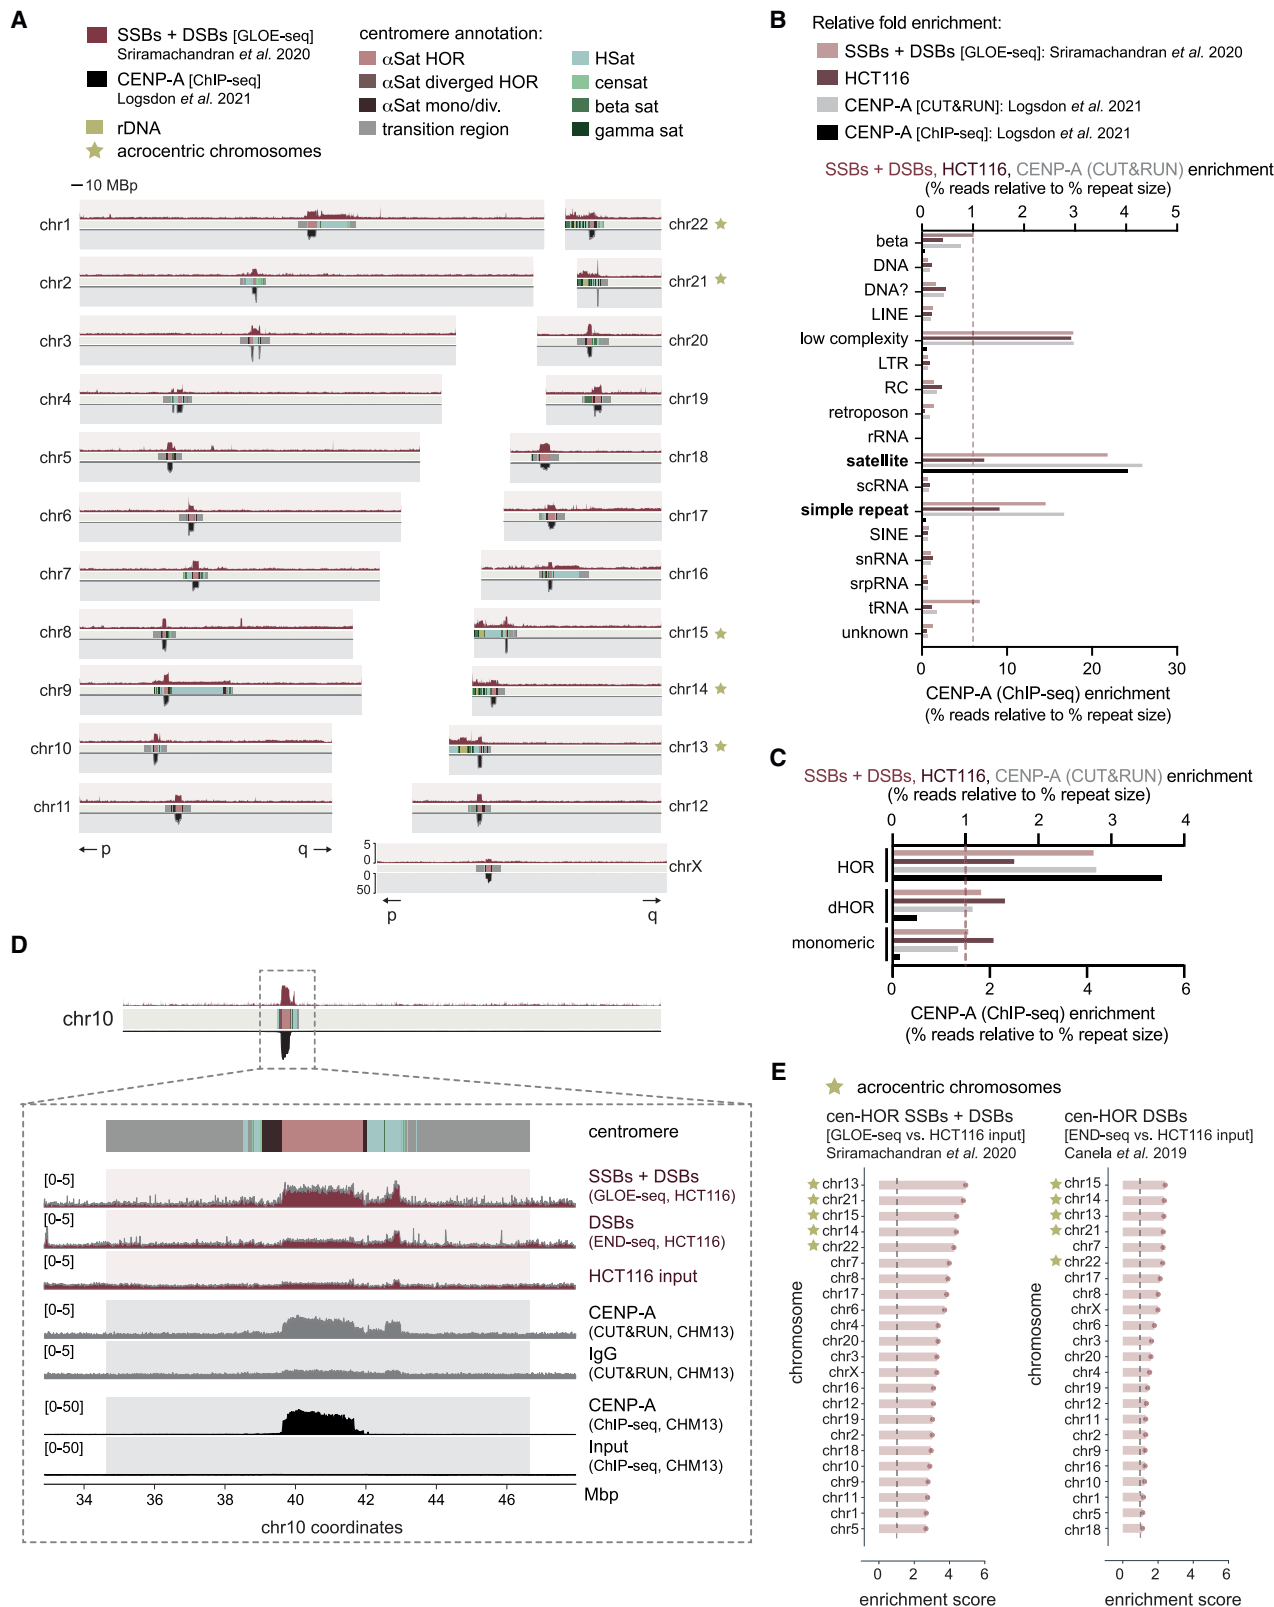 A
SSBs + DSBs [GLOE-seq]
Sriramachandran et al. 2020
CENP-A [ChIP-seq]
Logsdon et al. 2021
rDNA
acrocentric chromosomes
centromere annotation:
αSat HOR
αSat diverged HOR
αSat mono/div.
transition region
HSat
censat
beta sat
gamma sat
10 MBp
chr1
chr2
chr3
chr4
chr5
chr6
chr7
chr8
chr9
chr10
chr11
chr22
chr21
chr20
chr19
chr18
chr17
chr16
chr15
chr14
chr13
chr12
chrX
5
0
0
50
p
q
p
q
B
Relative fold enrichment:
SSBs + DSBs [GLOE-seq]: Sriramachandran et al. 2020
HCT116
CENP-A [CUT&RUN]: Logsdon et al. 2021
CENP-A [ChIP-seq]: Logsdon et al. 2021
SSBs + DSBs, HCT116, CENP-A (CUT&RUN) enrichment
(% reads relative to % repeat size)
0 1 2 3 4 5
beta
DNA
DNA?
LINE
low complexity
LTR
RC
retroposon
rRNA
satellite
scRNA
simple repeat
SINE
snRNA
srpRNA
tRNA
unknown
0 10 20 30
CENP-A (ChIP-seq) enrichment
(% reads relative to % repeat size)
C
SSBs + DSBs, HCT116, CENP-A (CUT&RUN) enrichment
(% reads relative to % repeat size)
0 1 2 3 4
HOR
dHOR
monomeric
0 2 4 6
CENP-A (ChIP-seq) enrichment
(% reads relative to % repeat size)
D
chr10
centromere
[0-5]
SSBs + DSBs
(GLOE-seq, HCT116)
[0-5]
DSBs
(END-seq, HCT116)
[0-5]
HCT116 input
[0-5]
CENP-A
(CUT&RUN, CHM13)
[0-5]
IgG
(CUT&RUN, CHM13)
[0-50]
CENP-A
(ChIP-seq, CHM13)
[0-50]
Input
(ChIP-seq, CHM13)
34 36 38 40 42 44 46 Mbp
chr10 coordinates
E
acrocentric chromosomes
cen-HOR SSBs + DSBs
[GLOE-seq vs. HCT116 input]
Sriramachandran et al. 2020
chromosome
chr13
chr21
chr15
chr14
chr22
chr7
chr8
chr17
chr6
chr4
chr20
chr3
chrX
chr16
chr12
chr19
chr2
chr18
chr10
chr9
chr11
chr1
chr5
0 2 4 6
enrichment score
cen-HOR DSBs
[END-seq vs. HCT116 input]
Canela et al. 2019
chromosome
chr15
chr14
chr13
chr21
chr7
chr22
chr17
chr8
chrX
chr6
chr3
chr20
chr4
chr19
chr12
chr11
chr2
chr9
chr16
chr10
chr1
chr5
chr18
0 2 4 6
enrichment score